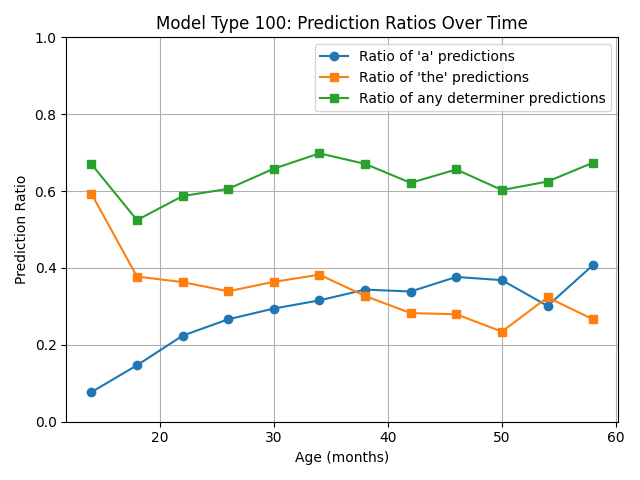 Model Type 100: Prediction Ratios Over Time
Ratio of 'a' predictions
Ratio of 'the' predictions
Ratio of any determiner predictions
Prediction Ratio
1.0
0.8
0.6
0.4
0.2
0.0
20
30
40
50
60
Age (months)